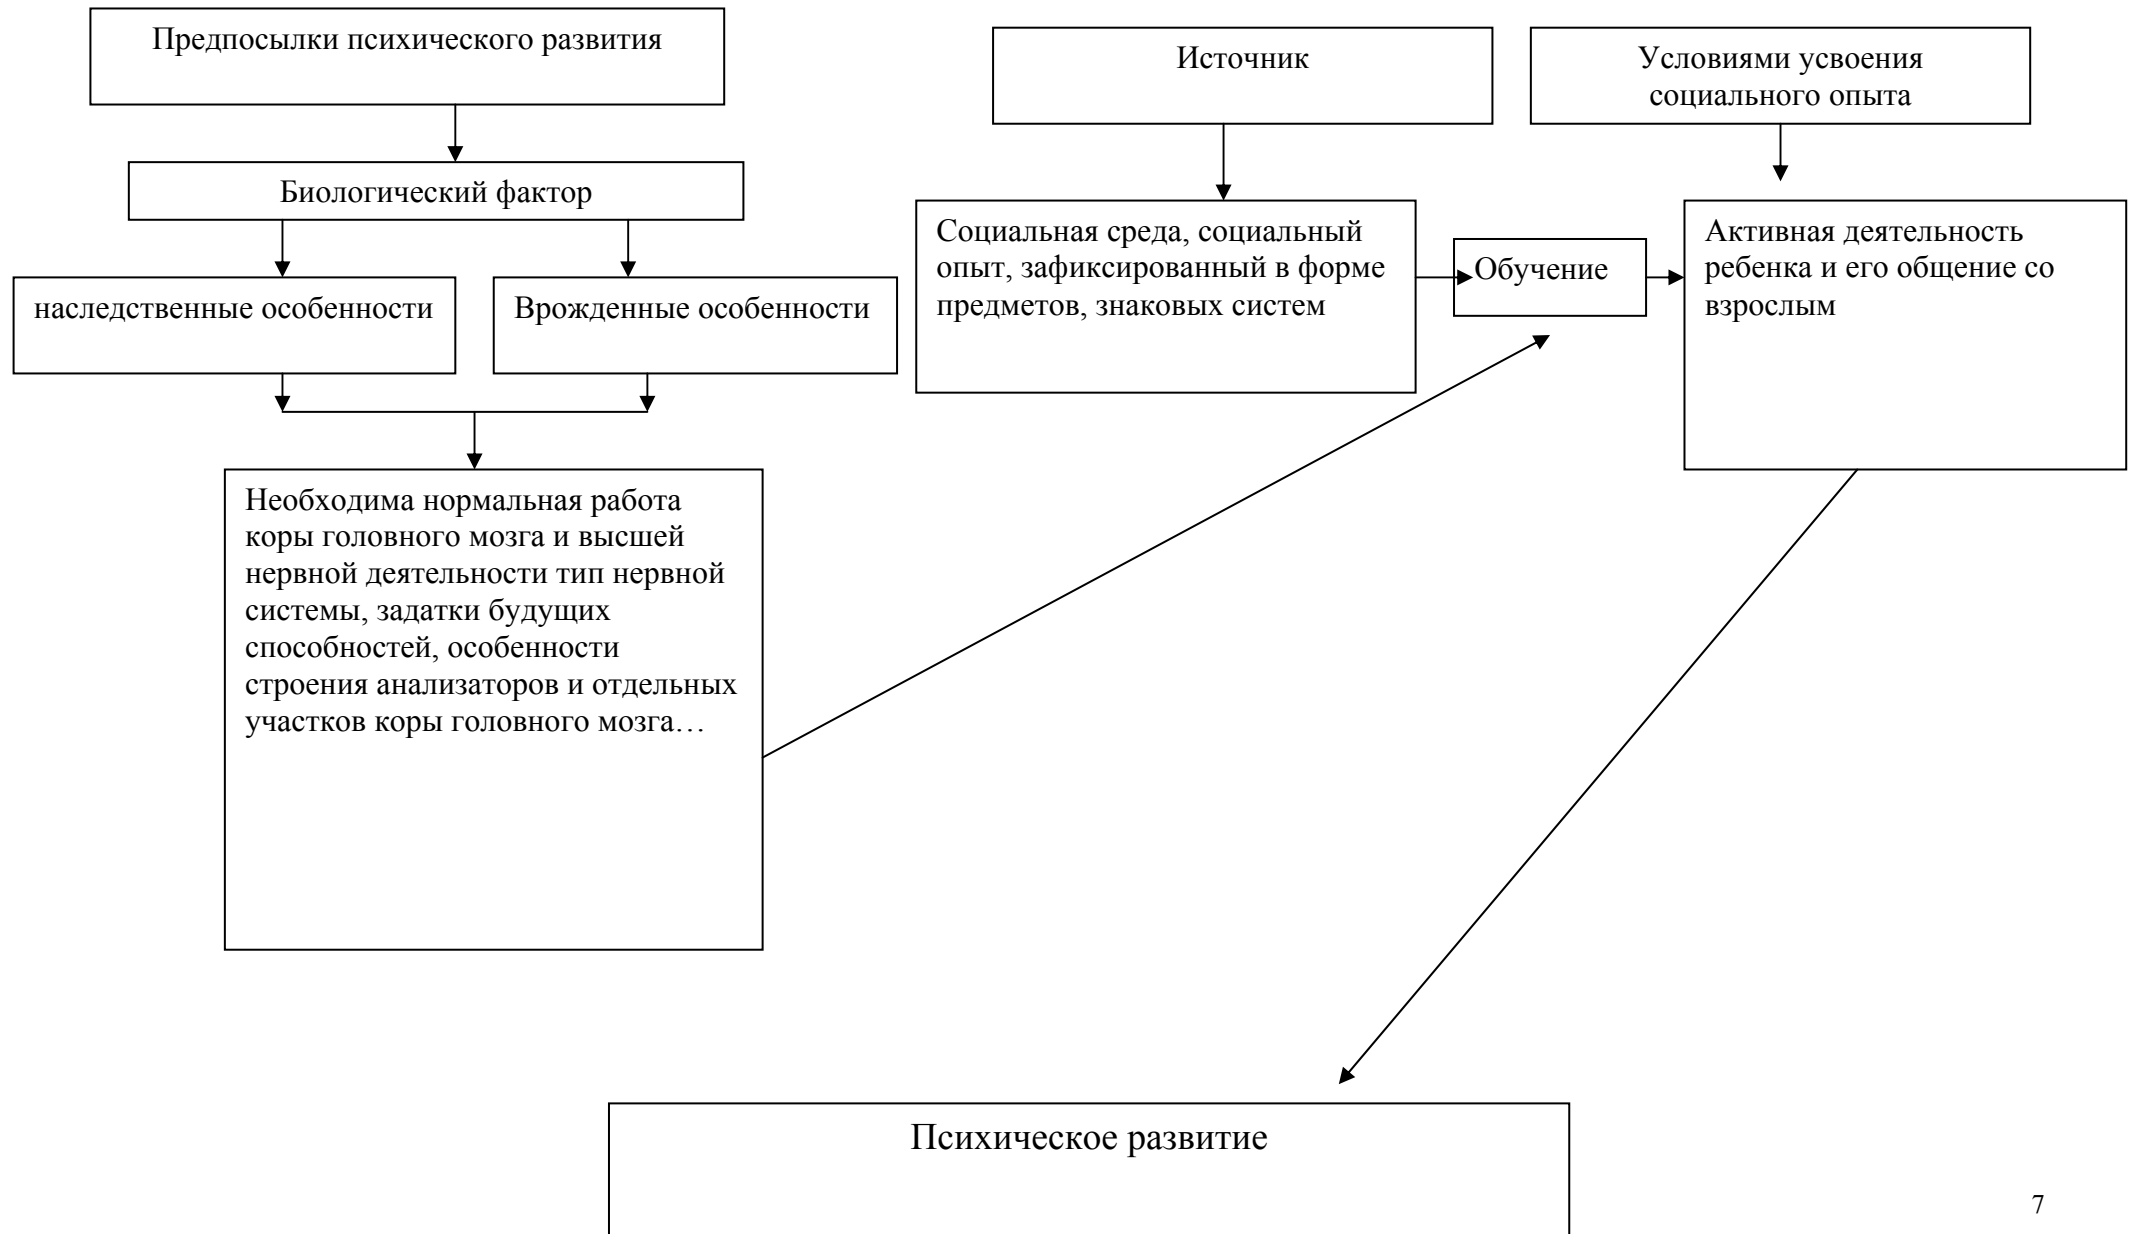 Предпосылки психического развития
Источник
Условиями усвоения
социального опыта
Биологический фактор
наследственные особенности
Врожденные особенности
Социальная среда, социальный
опыт, зафиксированный в форме
предметов, знаковых систем
Обучение
Активная деятельность
ребенка и его общение со
взрослым
Необходима нормальная работа
коры головного мозга и высшей
нервной деятельности тип нервной
системы, задатки будущих
способностей, особенности
строения анализаторов и отдельных
участков коры головного мозга…
Психическое развитие
7